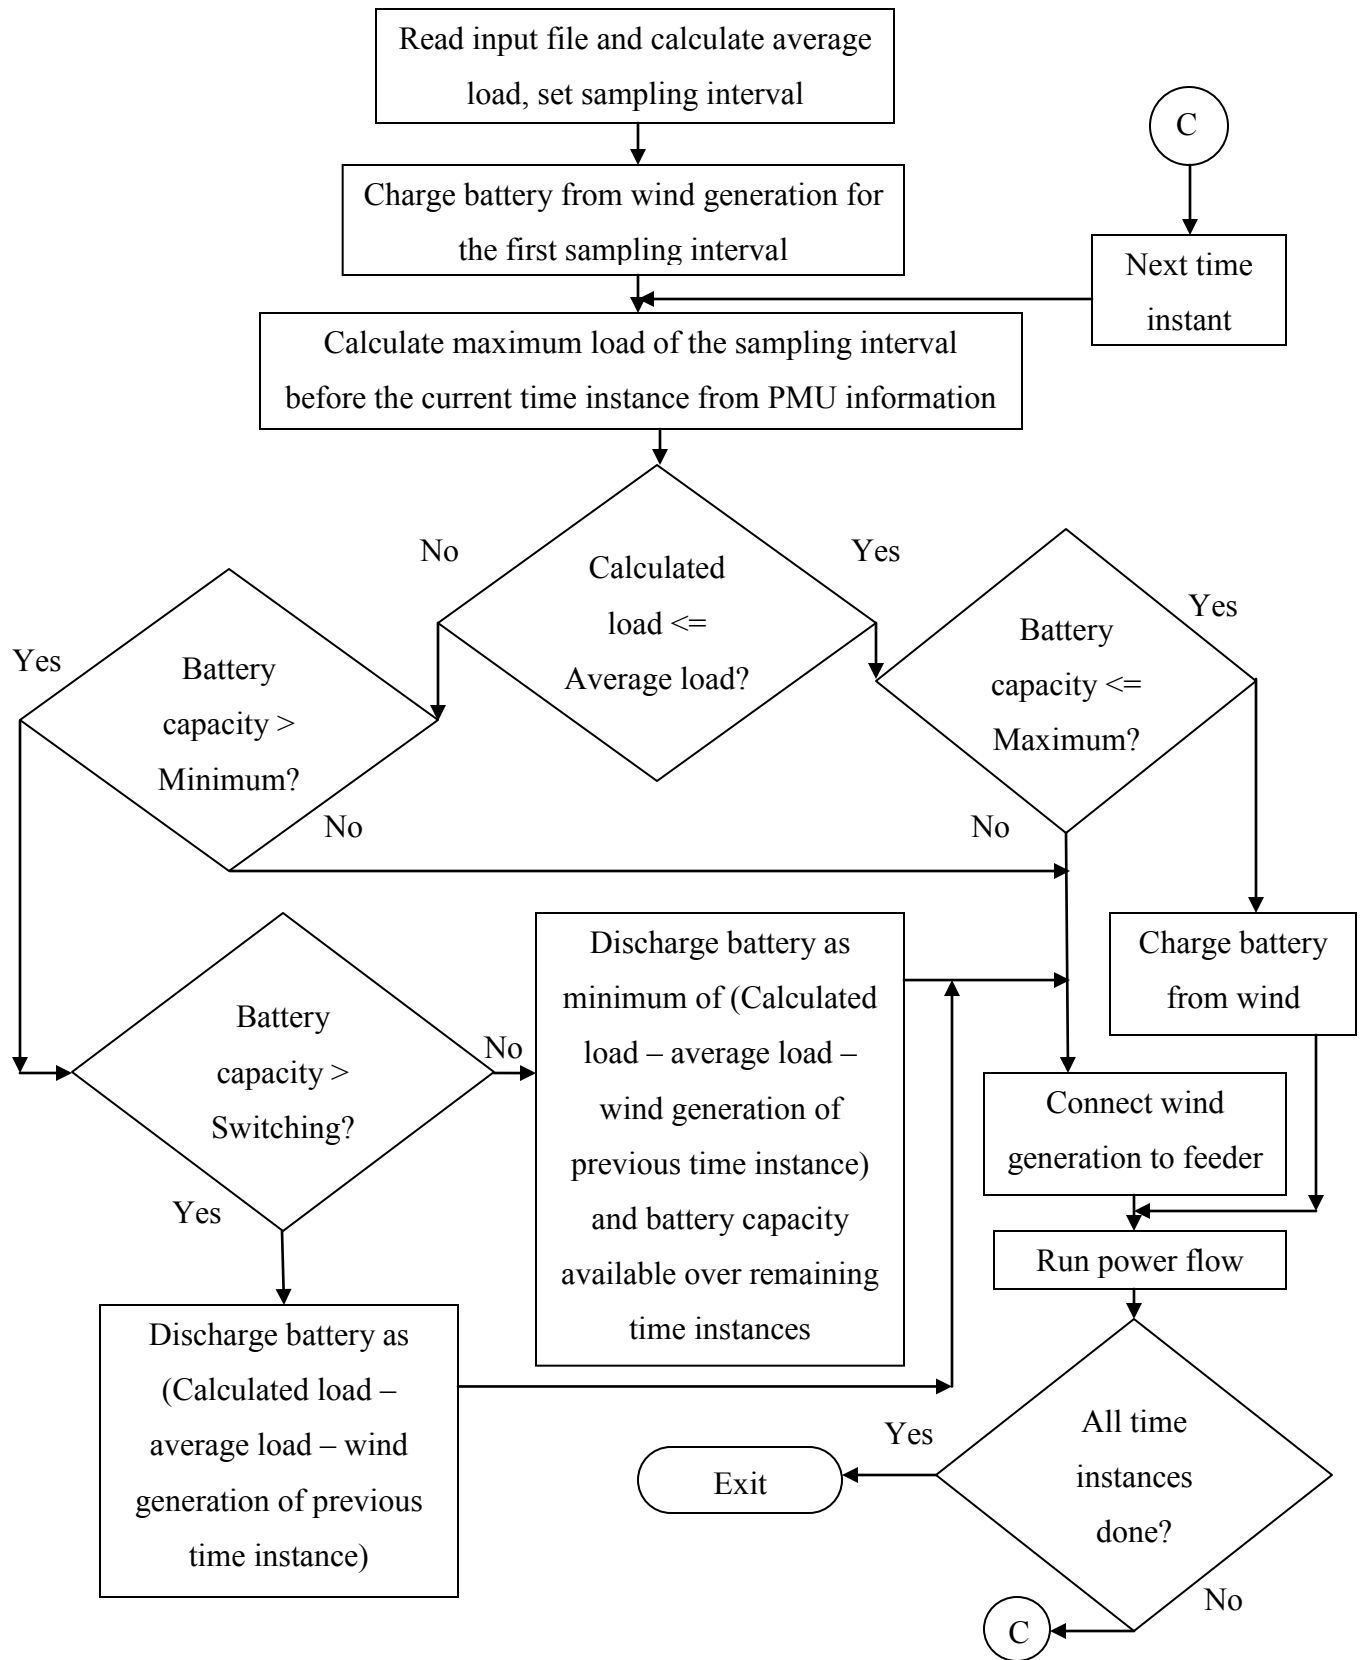 Read input file and calculate average
load, set sampling interval
C
Charge battery from wind generation for
the first sampling interval
Next time
instant
Calculate maximum load of the sampling interval
before the current time instance from PMU information
No
Calculated
load <=
Average load?
Yes
Yes
Battery
capacity >
Minimum?
No
Battery
capacity <=
Maximum?
Yes
No
Battery
capacity >
Switching?
No
Yes
Discharge battery as
minimum of (Calculated
load – average load –
wind generation of
previous time instance)
and battery capacity
available over remaining
time instances
Charge battery
from wind
Connect wind
generation to feeder
Run power flow
Discharge battery as
(Calculated load –
average load – wind
generation of previous
time instance)
Exit
Yes
All time
instances
done?
No
C